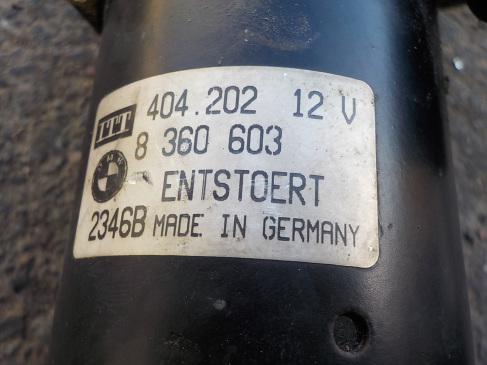 ITT 404.202 12 V
8 360 603
ENTSTOERT
2346B MADE IN GERMANY